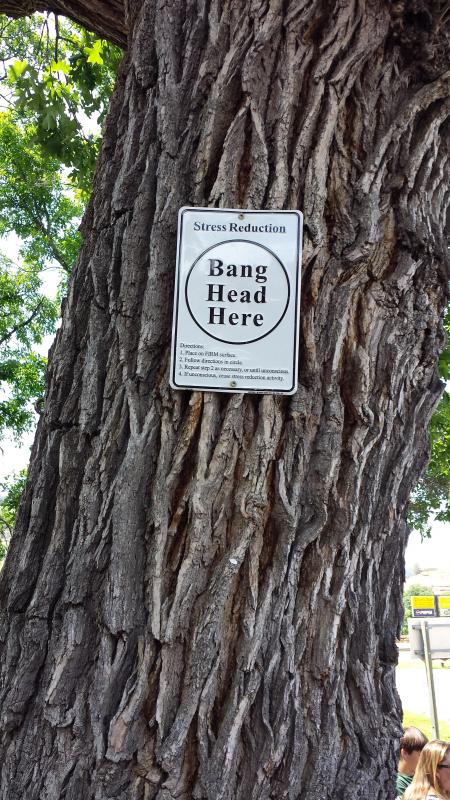 Stress Reduction
Bang
Head
Here
Directions:
1. Place on FIRM surface.
2. Follow directions in circle.
3. Repeat step 2 as necessary, or until unconscious.
4. If unconscious, cease stress reduction activity.